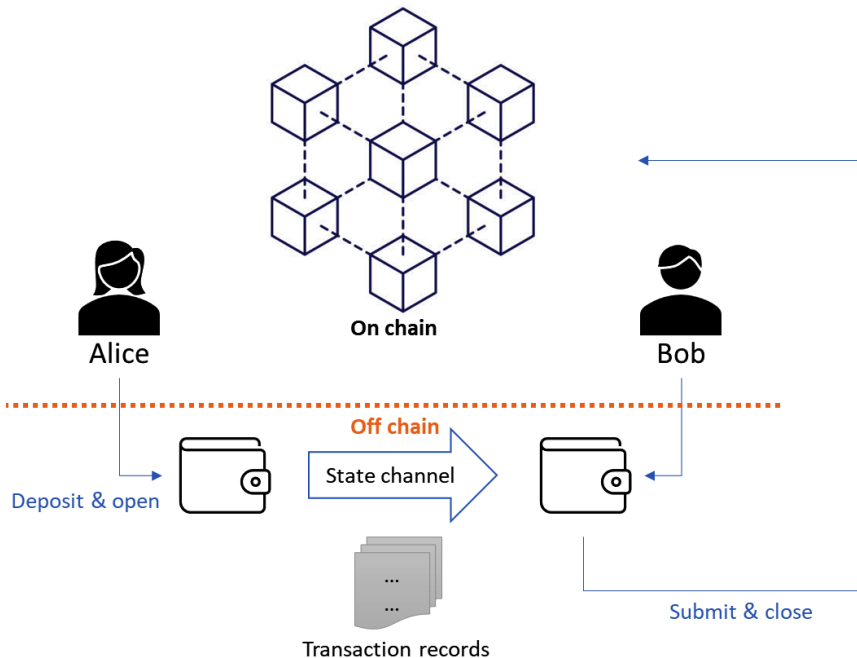 On chain
Alice
Bob
Off chain
State channel
Deposit & open
...
...
Submit & close
Transaction records